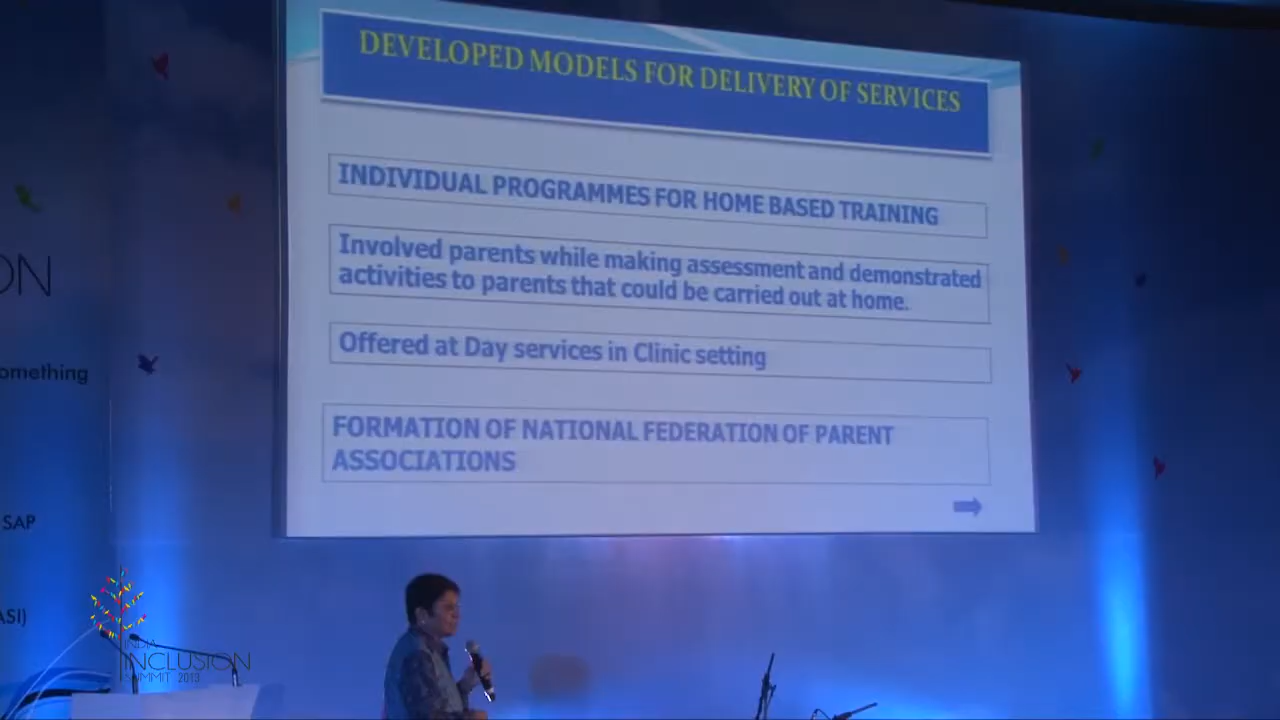 DEVELOPED MODELS FOR DELIVERY OF SERVICES
INDIVIDUAL PROGRAMMES FOR HOME BASED TRAINING
Involved parents while making assessment and demonstrated
activities to parents that could be carried out at home.
Offered at Day services in Clinic setting
FORMATION OF NATIONAL FEDERATION OF PARENT
ASSOCIATIONS
ON
omething
SAP
ASI)
INDIA
INCLUSION
SUMMIT 2013